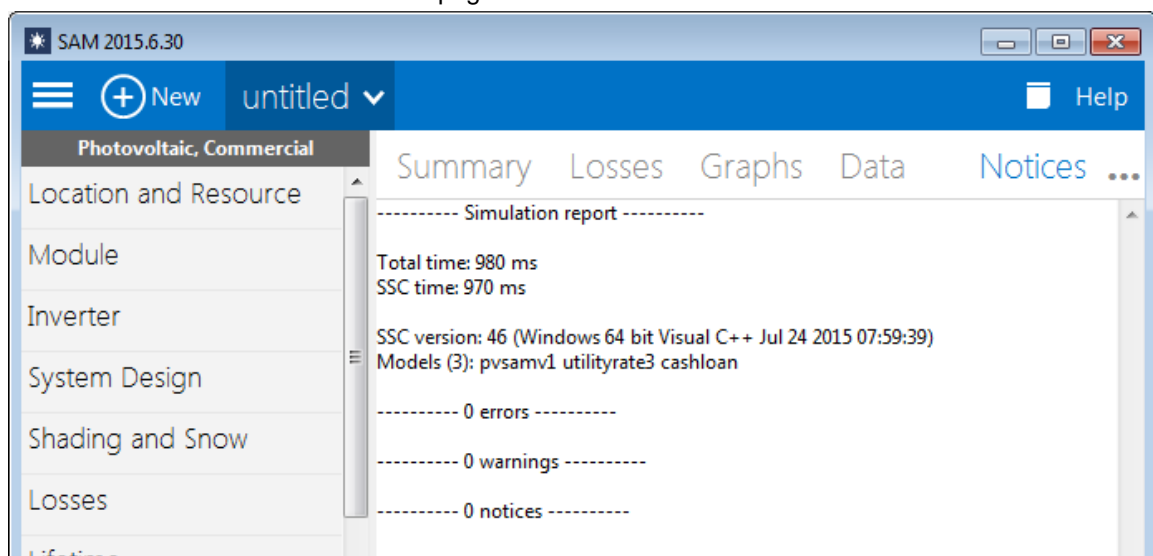 SAM 2015.6.30
New untitled Help
Photovoltaic, Commercial
Location and Resource
Module
Inverter
System Design
Shading and Snow
Losses
Summary Losses Graphs Data Notices ...
---------- Simulation report ----------
Total time: 980 ms
SSC time: 970 ms
SSC version: 46 (Windows 64 bit Visual C++ Jul 24 2015 07:59:39)
Models (3): pvsamv1 utilityrate3 cashloan
---------- 0 errors ----------
---------- 0 warnings ----------
---------- 0 notices ----------